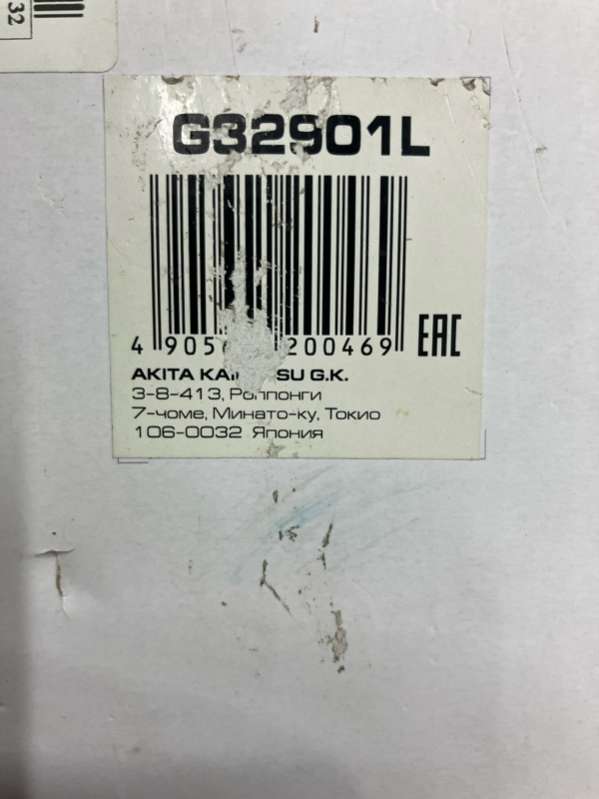 32
G32901L
4 905 200469
EAC
AKITA SU G.K.
3-8-413, Роппонги
7-чоме, Минато-ку, Токио
106-0032 Япония